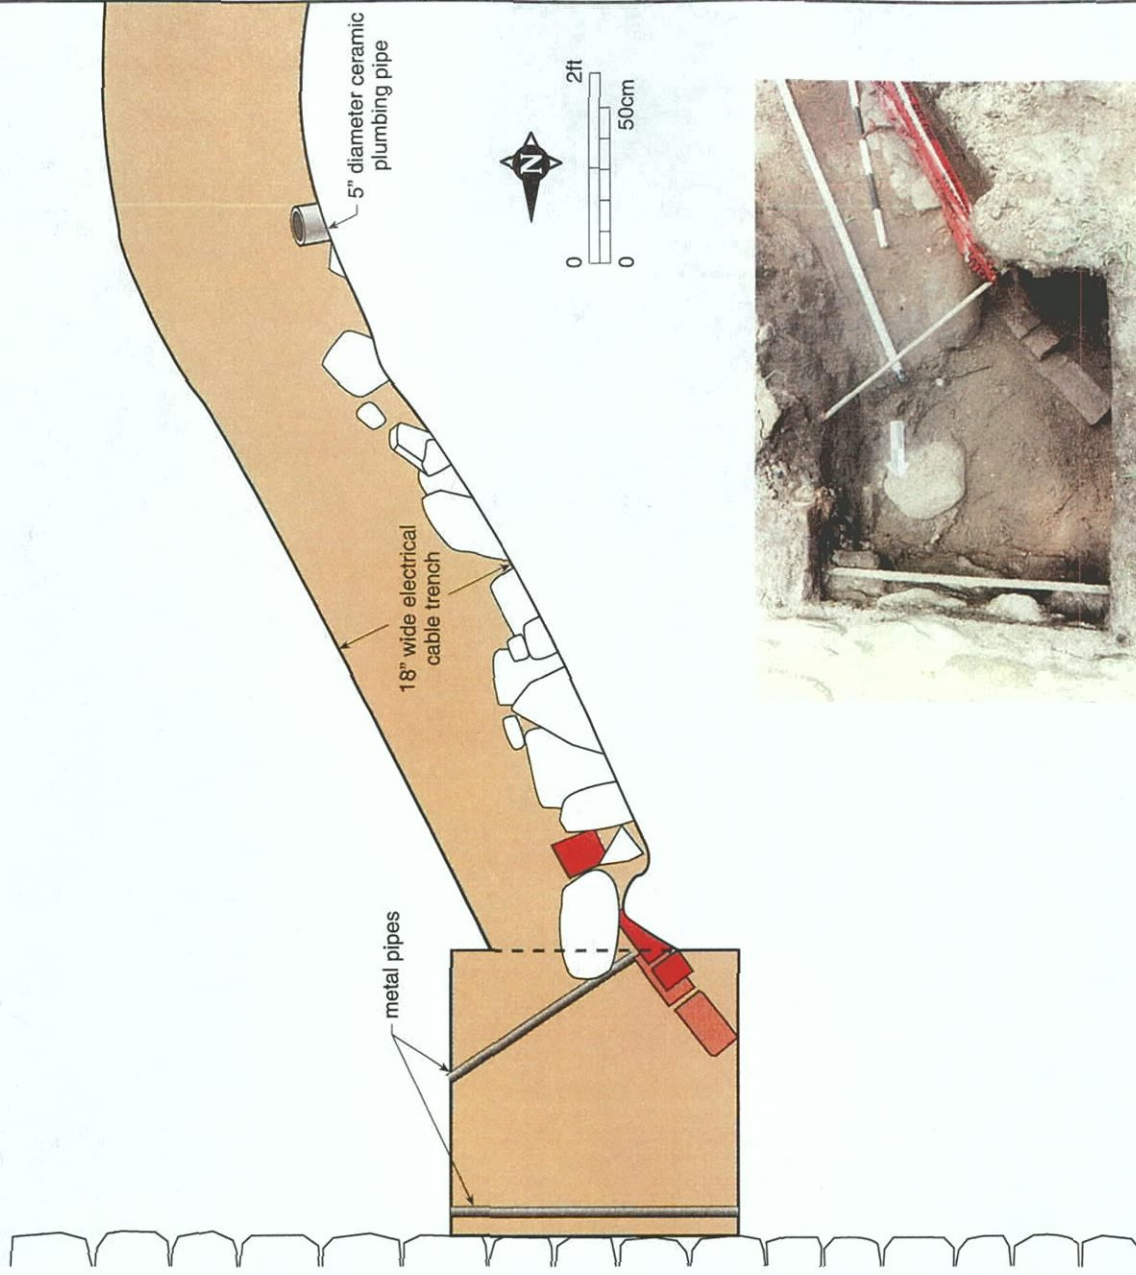 5” diameter ceramic
plumbing pipe
N
0
2ft
0
50cm
18” wide electrical
cable trench
metal pipes